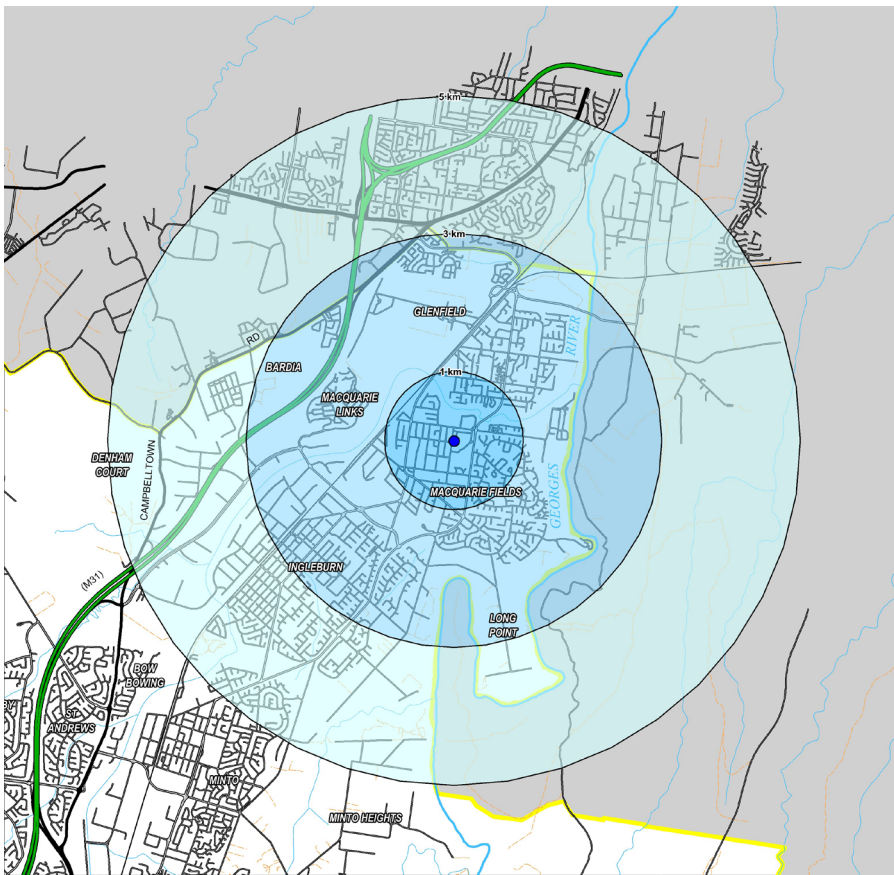 5 km
3 km
GLENFIELD
RIVER
RD
BARDIA
1 km
MACQUARIE
LINKS
DENHAM
COURT
CAMPBELLTOWN
MACQUARIE FIELDS
GEORGES
INGLEBURN
(M31)
LONG
POINT
BOW
BOWING
BY
ST
ANDREWS
MINTO
MINTO HEIGHTS